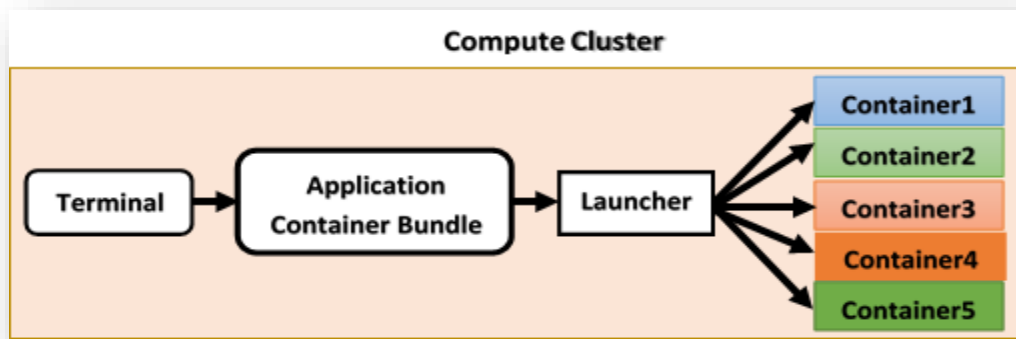 Compute Cluster
Terminal
Application
Container Bundle
Launcher
Container1
Container2
Container3
Container4
Container5